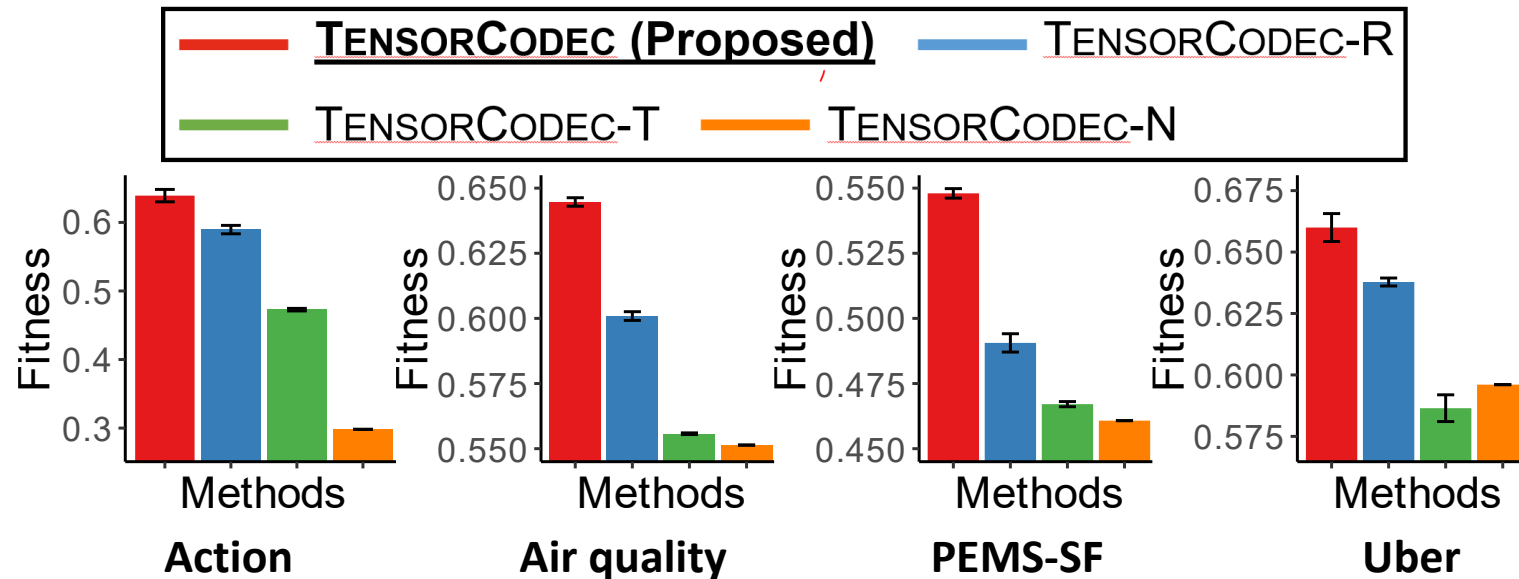 TENSORCODEC (Proposed) TENSORCODEC-R
TENSORCODEC-T TENSORCODEC-N
Fitness
0.6
0.5
0.4
0.3
Methods
Action
Fitness
0.650
0.625
0.600
0.575
0.550
Methods
Air quality
Fitness
0.550
0.525
0.500
0.475
0.450
Methods
PEMS-SF
Fitness
0.675
0.650
0.625
0.600
0.575
Methods
Uber